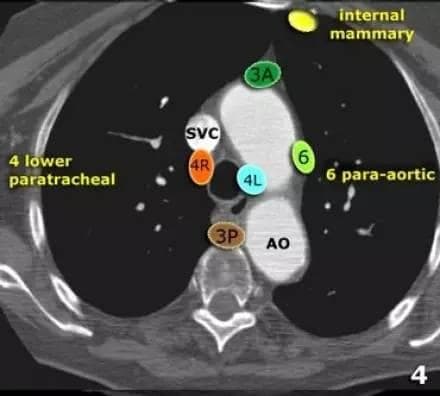 internal
mammary
3A
SVC
4 lower
paratracheal
4R
4L
6
6 para-aortic
3P
AO
4